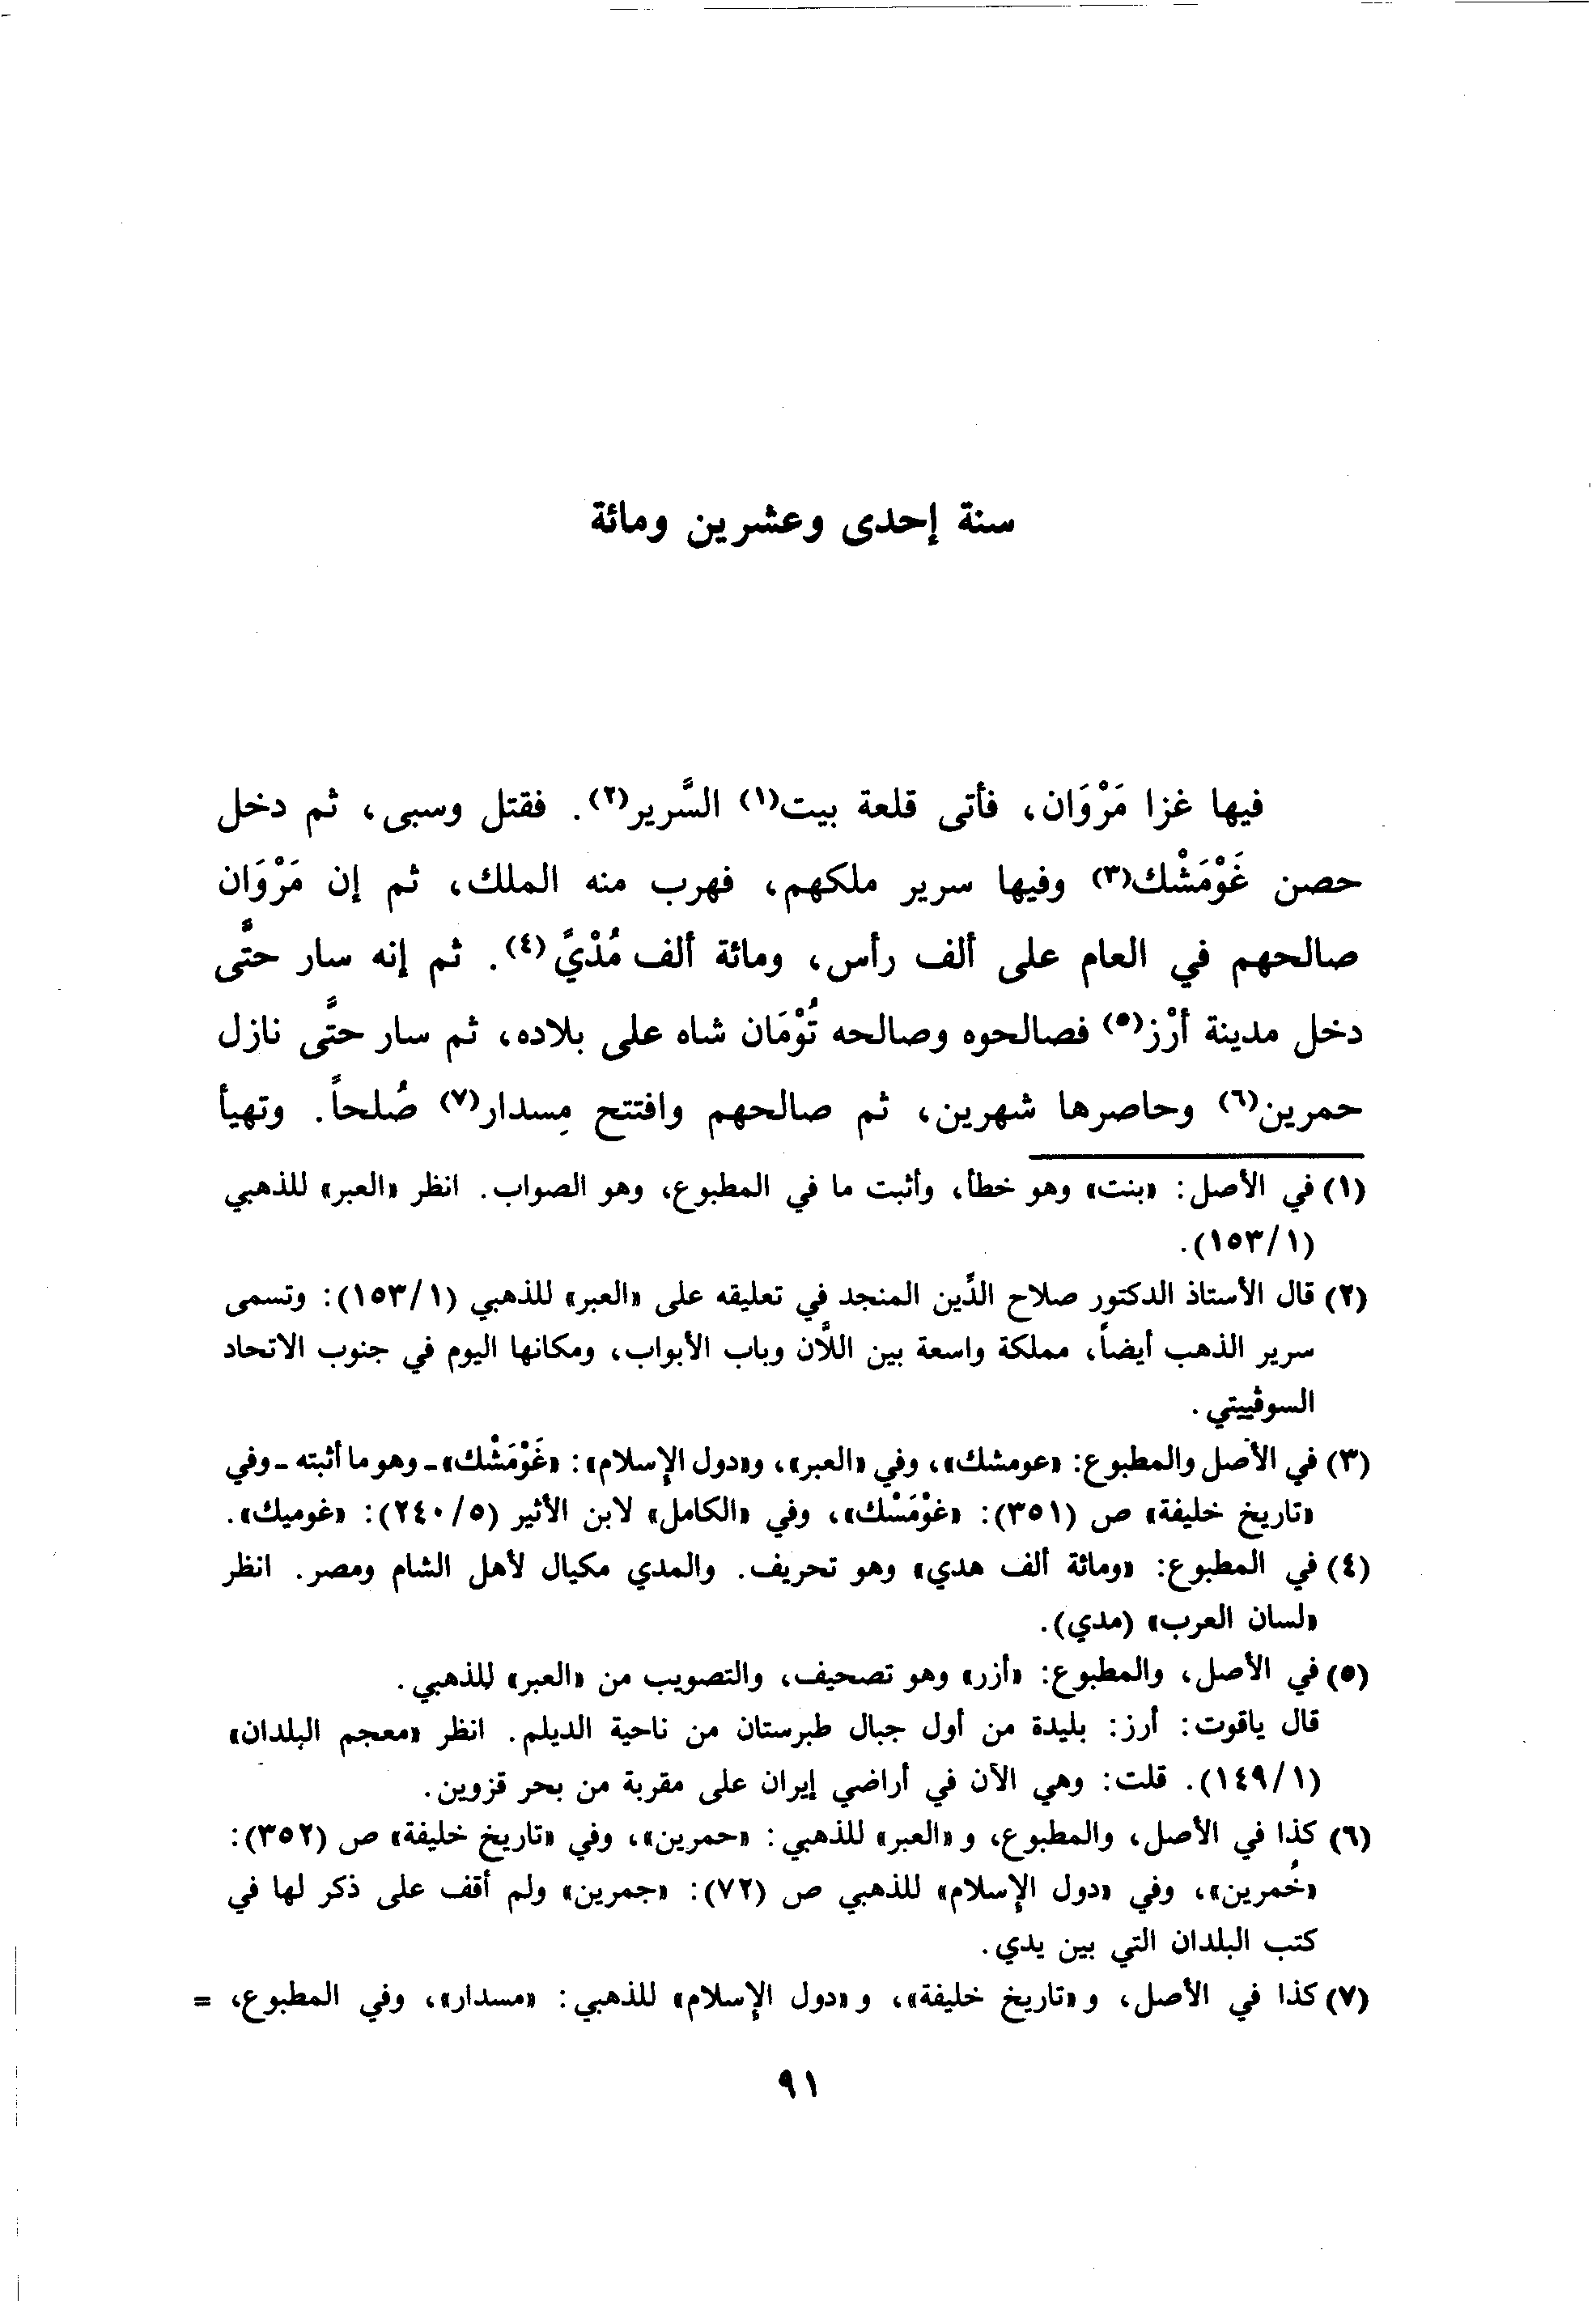 سنة إحدى وعشرين ومائة
فيها غزا مَرْوَان، فأتى قلعة بيت(١) السَّرير(٢). فقتل وسبى، ثم دخل
حصن غَوْمَشْك(٣) وفيها سرير ملكهم، فهرب منه الملك، ثم إن مَرْوَان
صالحهم في العام على ألف رأس، ومائة ألف مُدْيً(٤). ثم إنه سار حتَّى
دخل مدينة أرْز(٥) فصالحوه وصالحه تُوْمَان شاه على بلاده، ثم سار حتَّى نازل
حمرين(٦) وحاصرها شهرين، ثم صالحهم وافتتح مِسدار(٧) صُلحاً. وتهيأ
(١) في الأصل: «بنت» وهو خطأ، وأثبت ما في المطبوع، وهو الصواب. انظر «العبر» للذهبي
(١/١٥٣).
(٢) قال الأستاذ الدكتور صلاح الدِّين المنجد في تعليقه على «العبر» للذهبي (١/١٥٣): وتسمى
سرير الذهب أيضاً، مملكة واسعة بين اللَّان وباب الأبواب، ومكانها اليوم في جنوب الاتحاد
السوڤييتي.
(٣) في الأصل والمطبوع: «عومشك»، وفي «العبر»، و«دول الإسلام»: «غَوْمَشْك» ـ وهو ما أثبته ـ وفي
«تاريخ خليفة» ص (٣٥١): «غوْمَسْك»، وفي «الكامل» لابن الأثير (٥/٢٤٠): «غوميك».
(٤) في المطبوع: «ومائة ألف هدي» وهو تحريف. والمدي مكيال لأهل الشام ومصر. انظر
«لسان العرب» (مدي).
(٥) في الأصل، والمطبوع: «أزر» وهو تصحيف، والتصويب من «العبر» للذهبي.
قال ياقوت: أرز: بليدة من أول جبال طبرستان من ناحية الديلم. انظر «معجم البلدان»
(١/١٤٩). قلت: وهي الآن في أراضي إيران على مقربة من بحر قزوين.
(٦) كذا في الأصل، والمطبوع، و«العبر» للذهبي: «حمرين»، وفي «تاريخ خليفة» ص (٣٥٢):
«خُمرين»، وفي «دول الإسلام» للذهبي ص (٧٢): «جمرين» ولم أقف على ذكر لها في
كتب البلدان التي بين يدي.
(٧) كذا في الأصل، و«تاريخ خليفة»، و«دول الإسلام» للذهبي: «مسدار»، وفي المطبوع، =
٩١